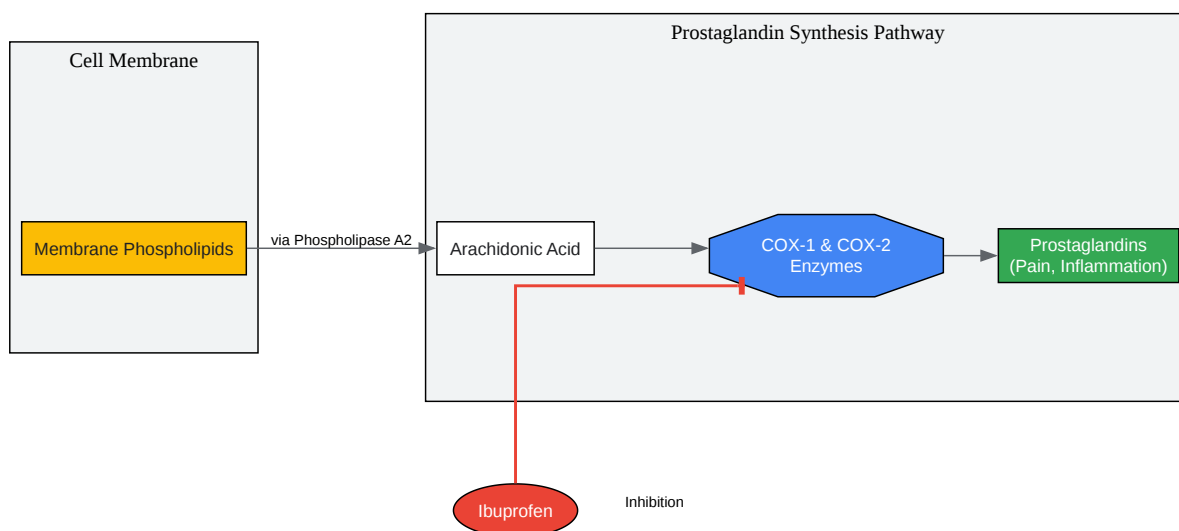 Prostaglandin Synthesis Pathway
Cell Membrane
Membrane Phospholipids
via Phospholipase A2
Arachidonic Acid
COX-1 & COX-2
Enzymes
Prostaglandins
(Pain, Inflammation)
Ibuprofen
Inhibition